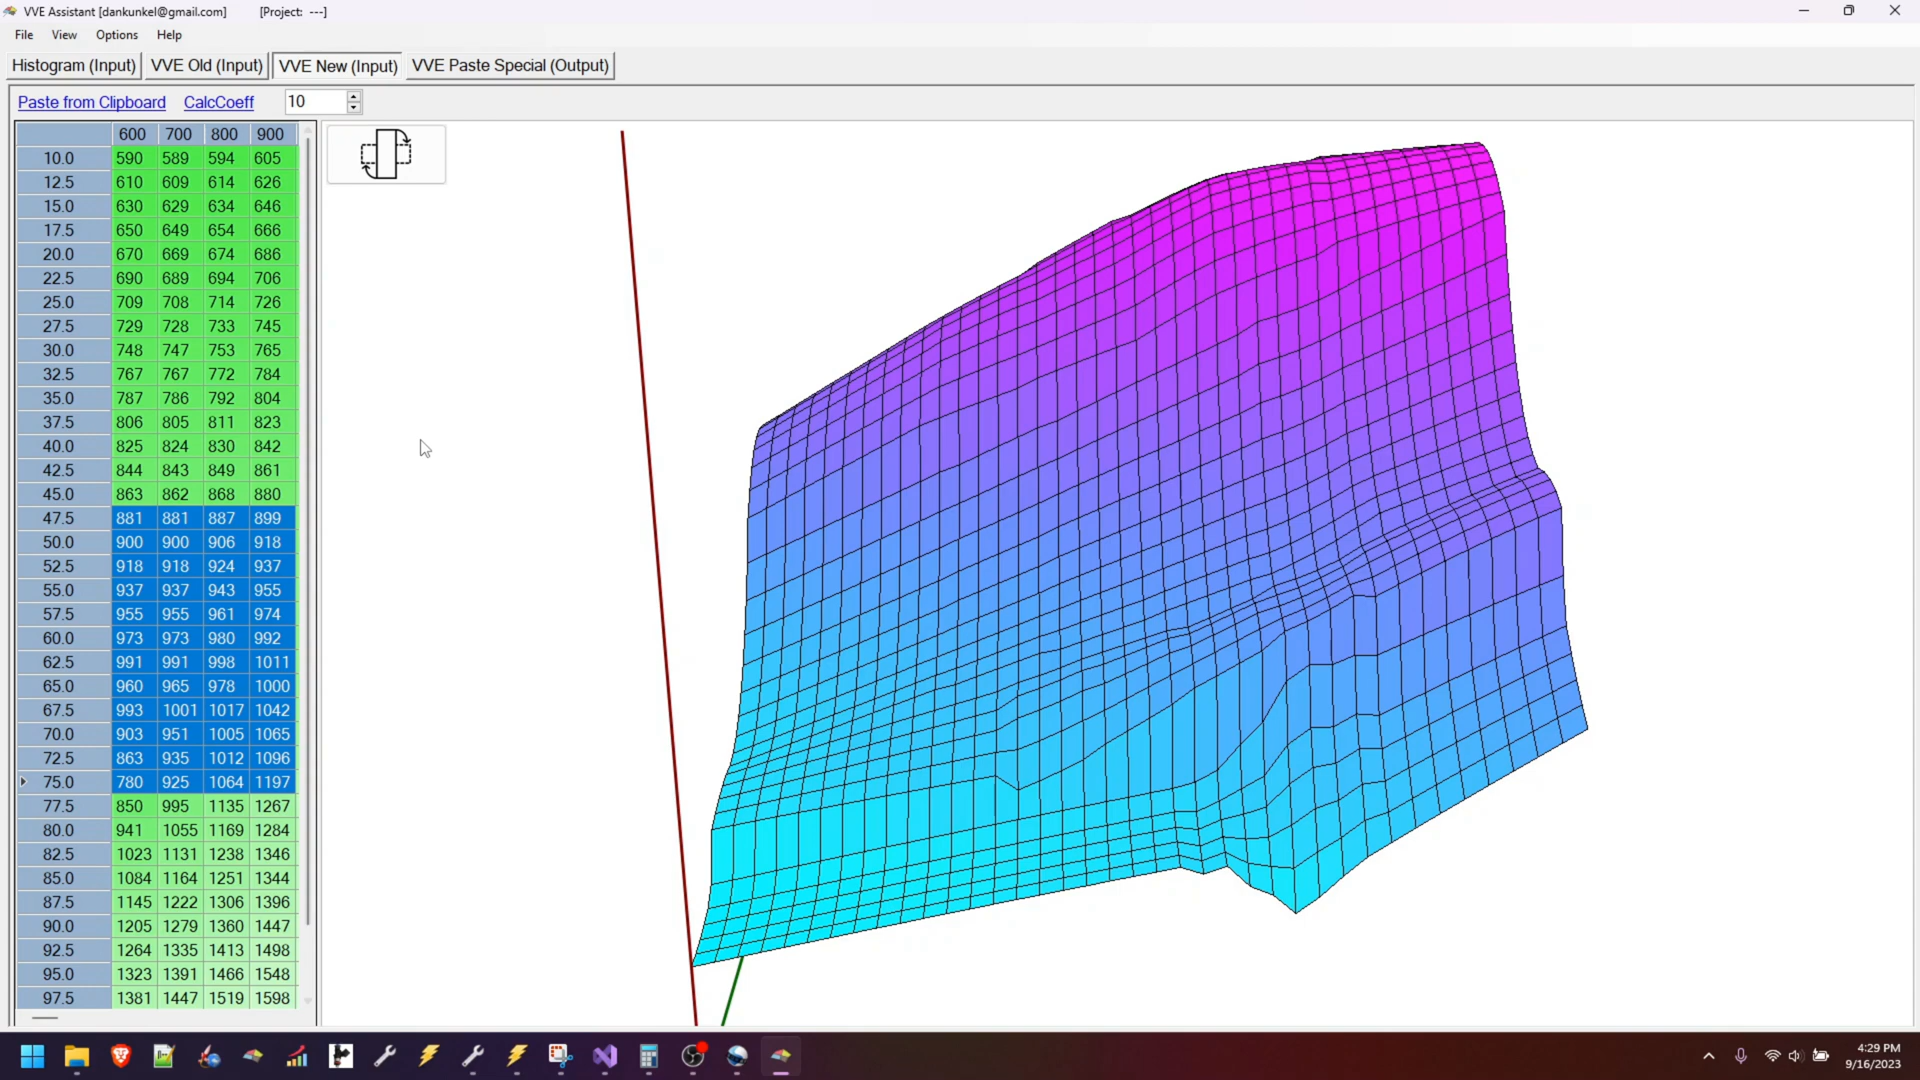 VVE Assistant [dankunkel@gmail.com] [Project: ---]
File View Options Help
Histogram (Input) VVE Old (Input) VVE New (Input) VVE Paste Special (Output)
Paste from Clipboard CalcCoeff 10
600 700 800 900
10.0 590 589 594 605
12.5 610 609 614 626
15.0 630 629 634 646
17.5 650 649 654 666
20.0 670 669 674 686
22.5 690 689 694 706
25.0 709 708 714 726
27.5 729 728 733 745
30.0 748 747 753 765
32.5 767 767 772 784
35.0 787 786 792 804
37.5 806 805 811 823
40.0 825 824 830 842
42.5 844 843 849 861
45.0 863 862 868 880
47.5 881 881 887 899
50.0 900 900 906 918
52.5 918 918 924 937
55.0 937 937 943 955
57.5 955 955 961 974
60.0 973 973 980 992
62.5 991 991 998 1011
65.0 960 965 978 1000
67.5 993 1001 1017 1042
70.0 903 951 1005 1065
72.5 863 935 1012 1096
75.0 780 925 1064 1197
77.5 850 995 1135 1267
80.0 941 1055 1169 1284
82.5 1023 1131 1238 1346
85.0 1084 1164 1251 1344
87.5 1145 1222 1306 1396
90.0 1205 1279 1360 1447
92.5 1264 1335 1413 1498
95.0 1323 1391 1466 1548
97.5 1381 1447 1519 1598
4:29 PM
9/16/2023